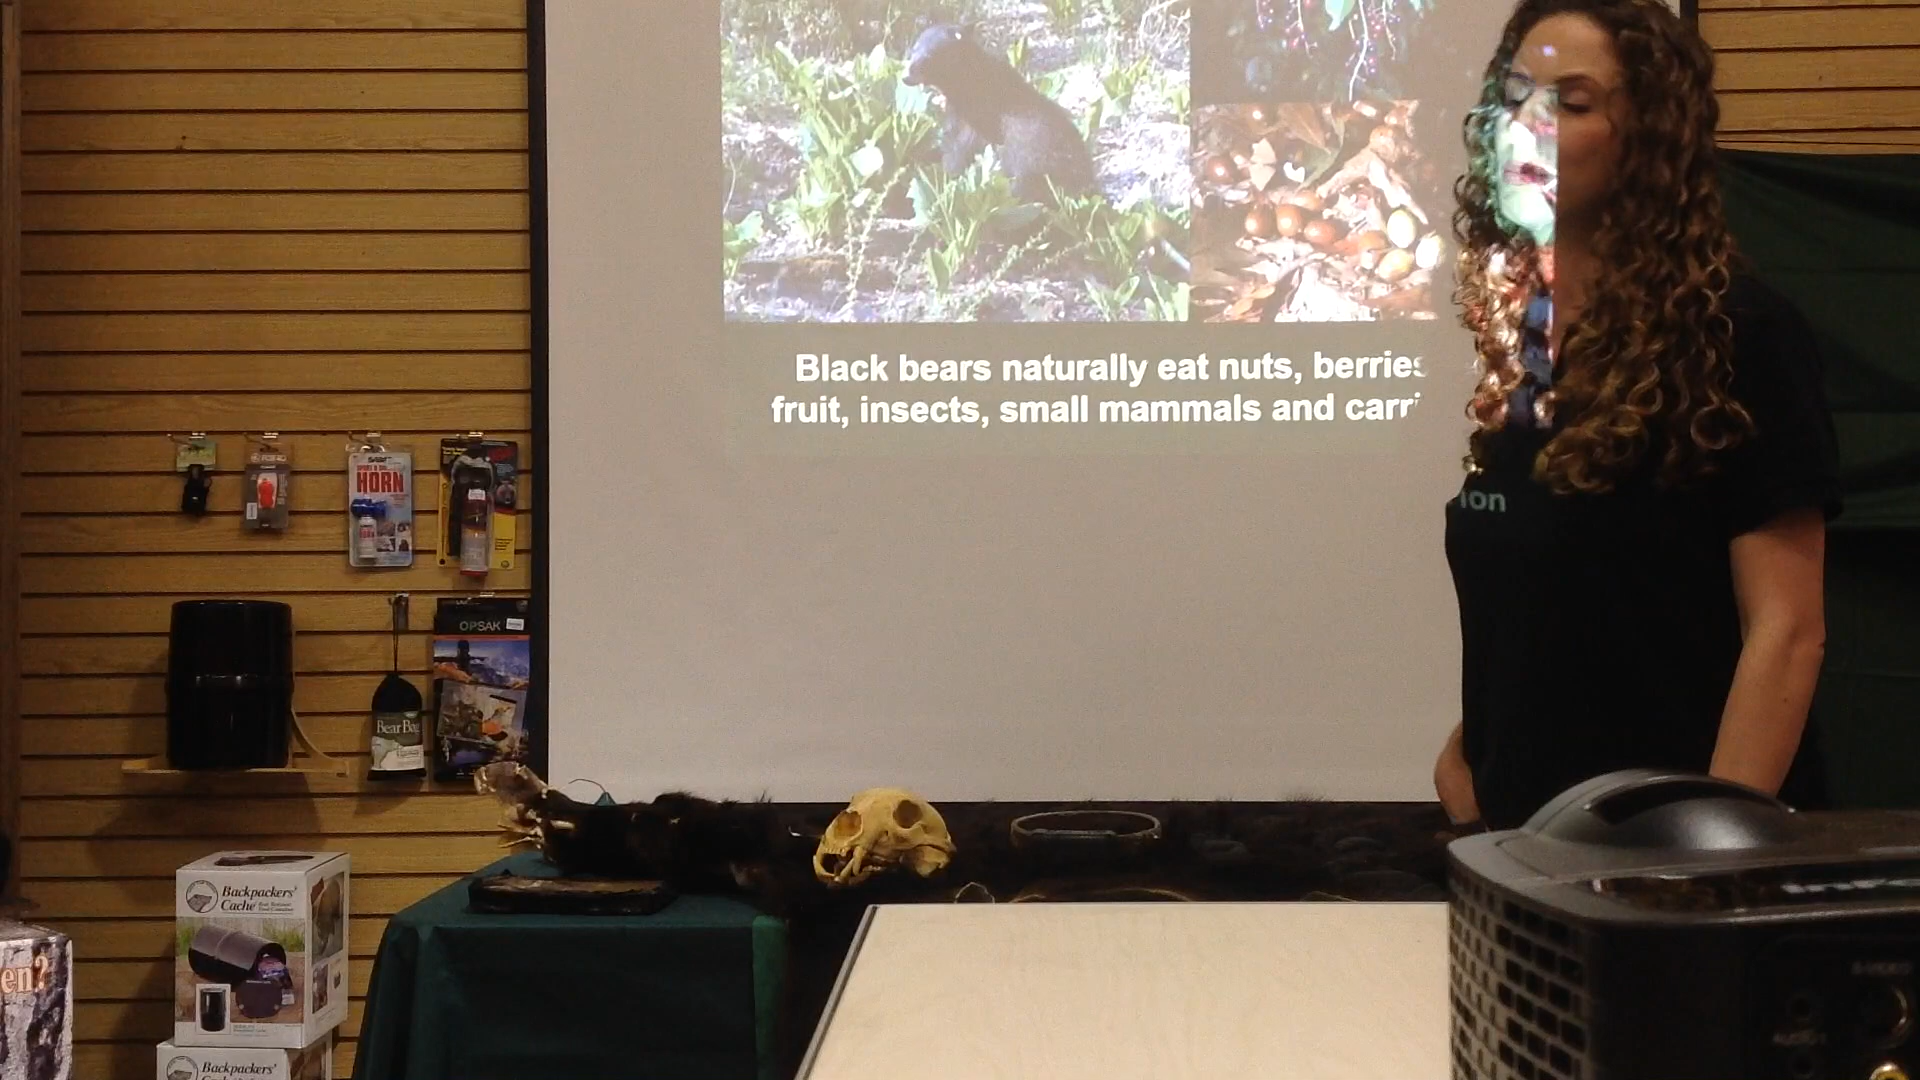 Black bears naturally eat nuts, berries
fruit, insects, small mammals and carri
ion
HORN
OPSAK
Bear Bag
Backpackers'
Cache
en?
Backpackers'